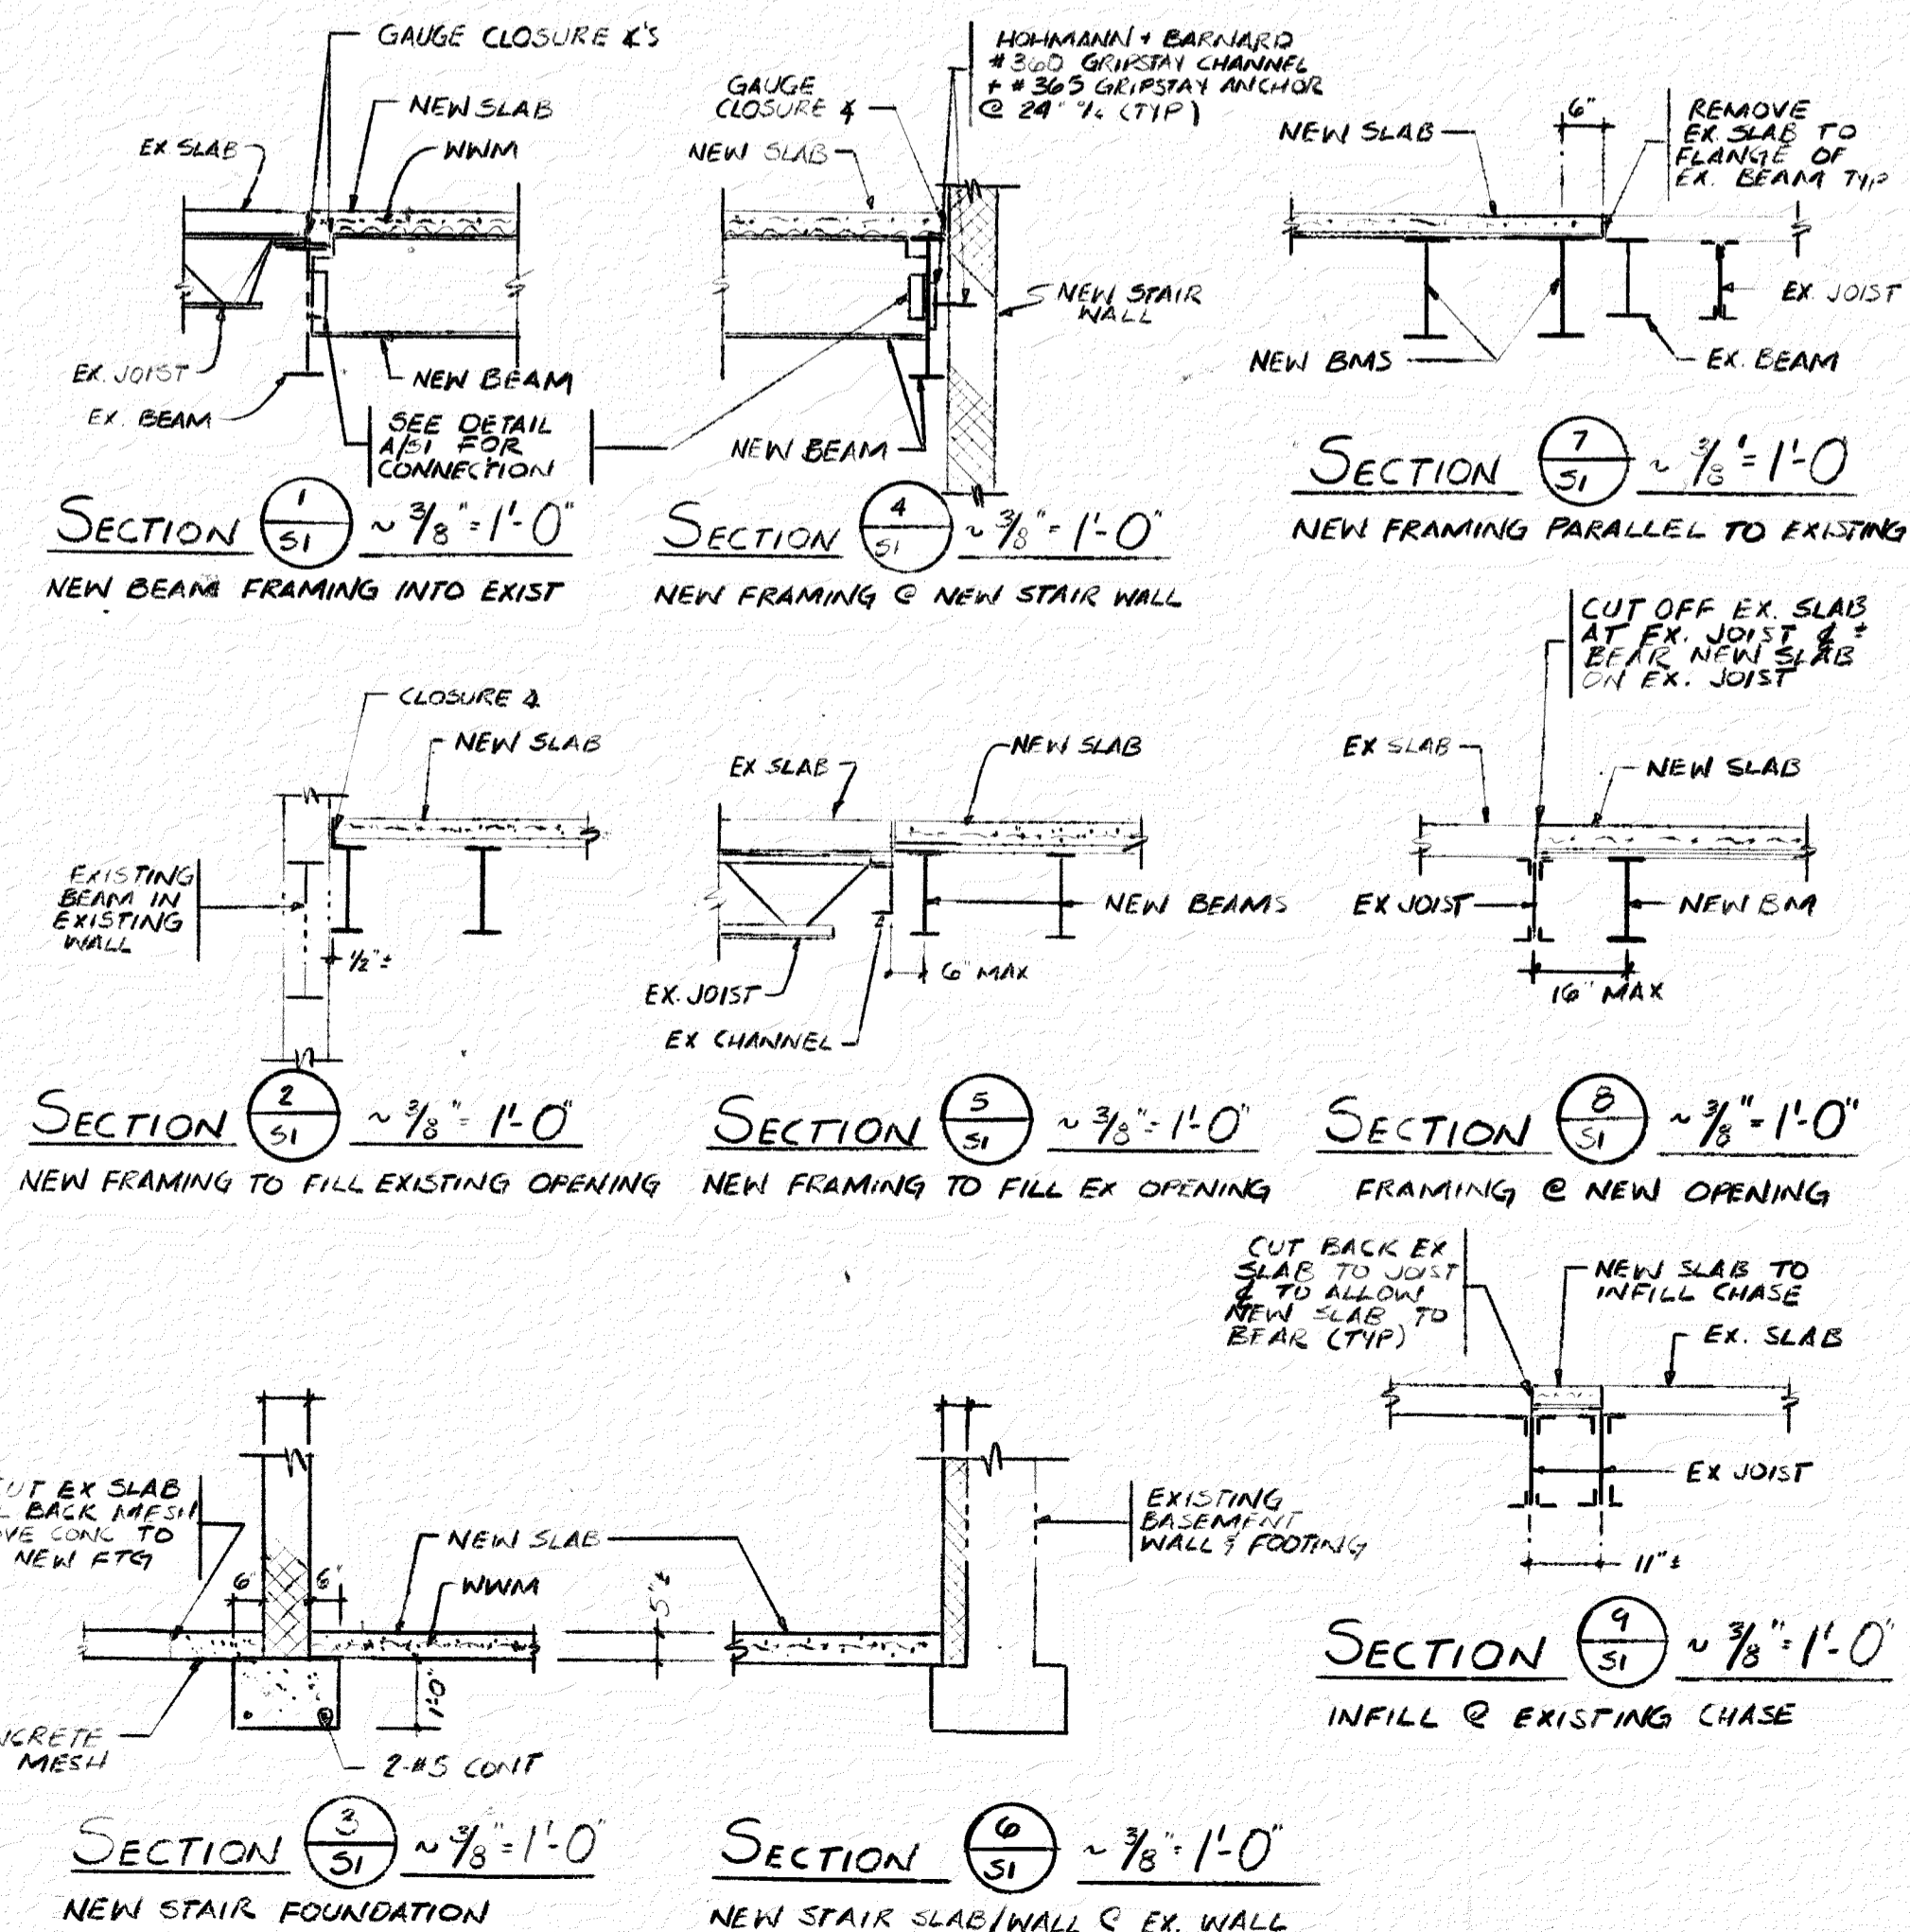 GAUGE CLOSURE ∠'S
NEW SLAB
WWM
EX SLAB
EX. JOIST
EX. BEAM
NEW BEAM
SEE DETAIL
A/S1 FOR
CONNECTION
SECTION 1/S1 ~ 3/8" = 1'-0"
NEW BEAM FRAMING INTO EXIST
HOHMANN + BARNARD
#360 GRIPSTAY CHANNEL
+ #365 GRIPSTAY ANCHOR
@ 24" o/c (TYP)
GAUGE
CLOSURE ∠
NEW SLAB
NEW STAIR
WALL
NEW BEAM
SECTION 4/S1 ~ 3/8" = 1'-0"
NEW FRAMING @ NEW STAIR WALL
6"
REMOVE
EX. SLAB TO
FLANGE OF
EX. BEAM TYP
NEW SLAB
EX. JOIST
NEW BMS
EX. BEAM
SECTION 7/S1 ~ 3/8" = 1'-0
NEW FRAMING PARALLEL TO EXISTING
CLOSURE ∠
NEW SLAB
EXISTING
BEAM IN
EXISTING
WALL
1/2" ±
SECTION 2/S1 ~ 3/8" = 1'-0"
NEW FRAMING TO FILL EXISTING OPENING
EX SLAB
NEW SLAB
NEW BEAMS
6" MAX
EX. JOIST
EX CHANNEL
SECTION 5/S1 ~ 3/8" = 1'-0"
NEW FRAMING TO FILL EX OPENING
CUT OFF EX. SLAB
AT EX. JOIST ℄ ±
BEAR NEW SLAB
ON EX. JOIST
EX SLAB
NEW SLAB
EX JOIST
NEW BM
16" MAX
SECTION 8/S1 ~ 3/8" = 1'-0"
FRAMING @ NEW OPENING
CUT EX SLAB
BACK MESH
CONC TO
NEW FTG
6" 6"
NEW SLAB
WWM
5"±
1'-0"
MESH
2-#5 CONT
SECTION 3/S1 ~ 3/8" = 1'-0"
NEW STAIR FOUNDATION
EXISTING
BASEMENT
WALL & FOOTING
SECTION 6/S1 ~ 3/8" = 1'-0"
NEW STAIR SLAB/WALL @ EX. WALL
CUT BACK EX
SLAB TO JOIST
℄ TO ALLOW
NEW SLAB TO
BEAR (TYP)
NEW SLAB TO
INFILL CHASE
EX. SLAB
EX JOIST
11" ±
SECTION 9/S1 ~ 3/8" = 1'-0"
INFILL @ EXISTING CHASE